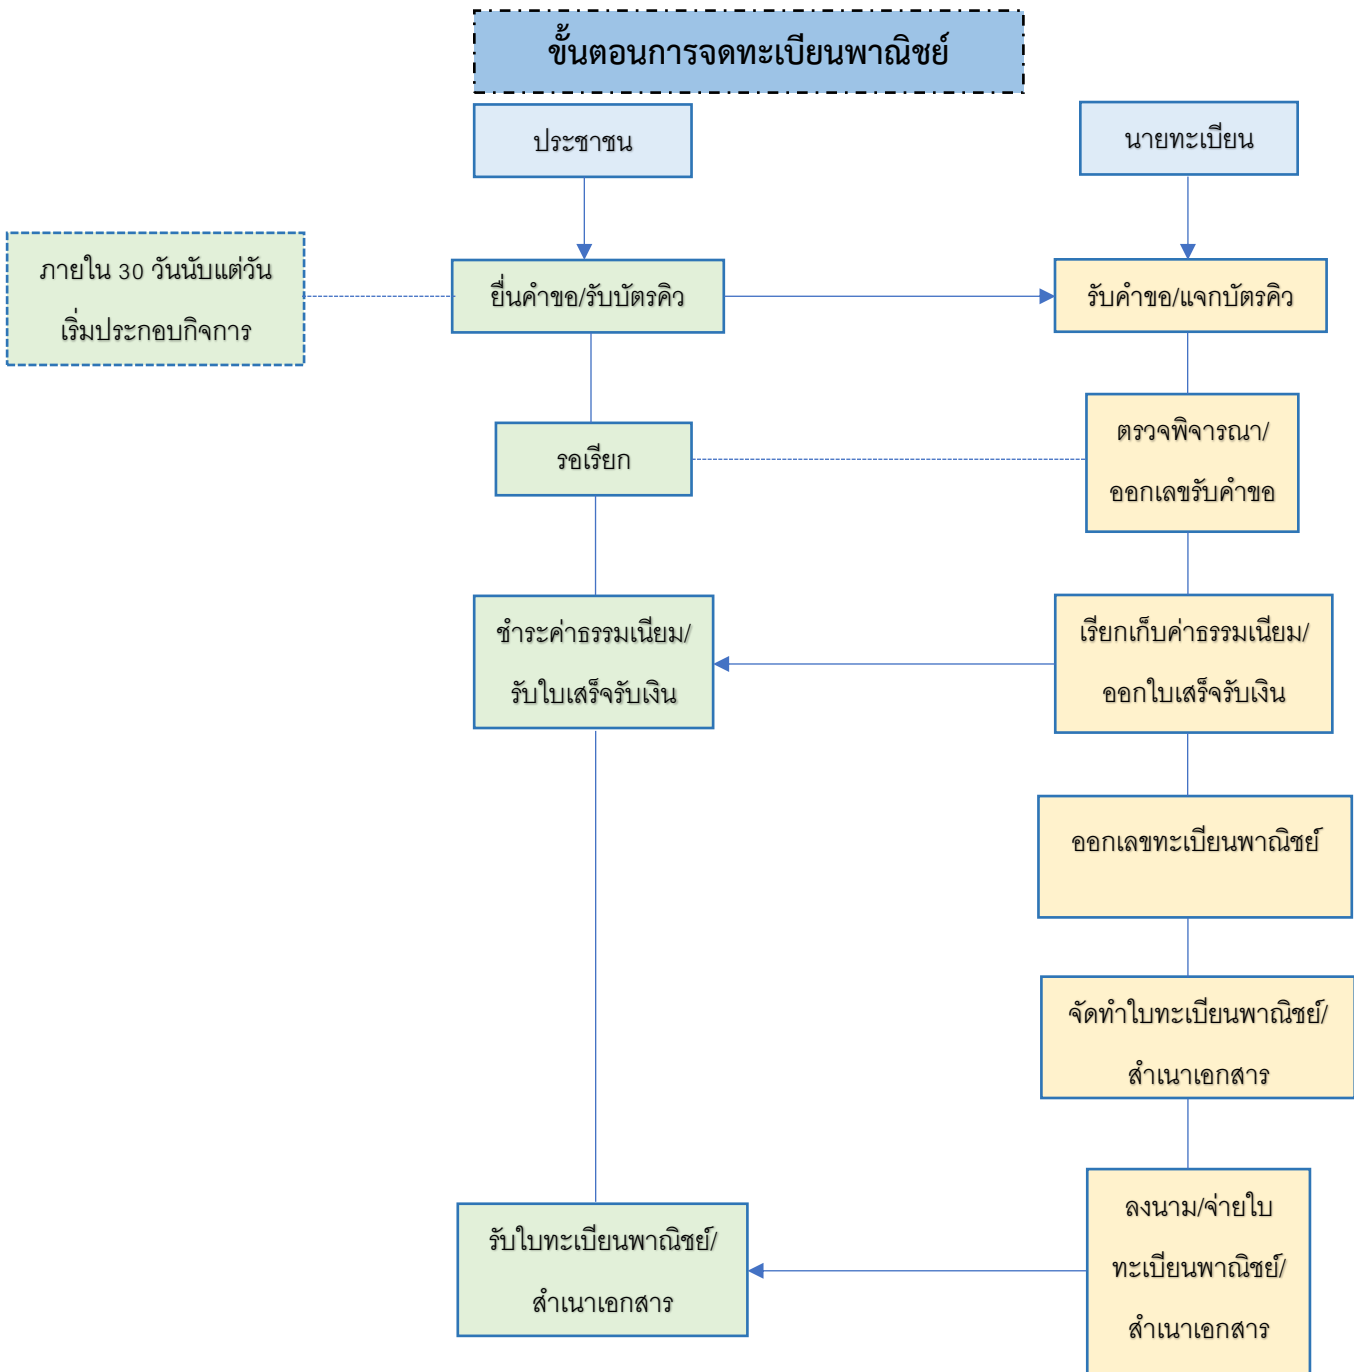 ขั้นตอนการจดทะเบียนพาณิชย์
ประชาชน
นายทะเบียน
ภายใน 30 วันนับแต่วัน
เริ่มประกอบกิจการ
ยื่นคำขอ/รับบัตรคิว
รับคำขอ/แจกบัตรคิว
รอเรียก
ตรวจพิจารณา/
ออกเลขรับคำขอ
ชำระค่าธรรมเนียม/
รับใบเสร็จรับเงิน
เรียกเก็บค่าธรรมเนียม/
ออกใบเสร็จรับเงิน
ออกเลขทะเบียนพาณิชย์
จัดทำใบทะเบียนพาณิชย์/
สำเนาเอกสาร
รับใบทะเบียนพาณิชย์/
สำเนาเอกสาร
ลงนาม/จ่ายใบ
ทะเบียนพาณิชย์/
สำเนาเอกสาร